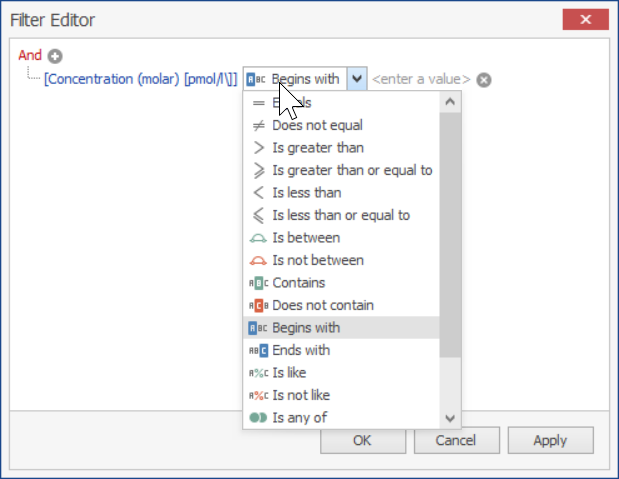 Filter Editor
And
[Concentration (molar) [pmol/l\]] Begins with <enter a value>
Does not equal
Is greater than
Is greater than or equal to
Is less than
Is less than or equal to
Is between
Is not between
Contains
Does not contain
Begins with
Ends with
Is like
Is not like
Is any of
OK Cancel Apply